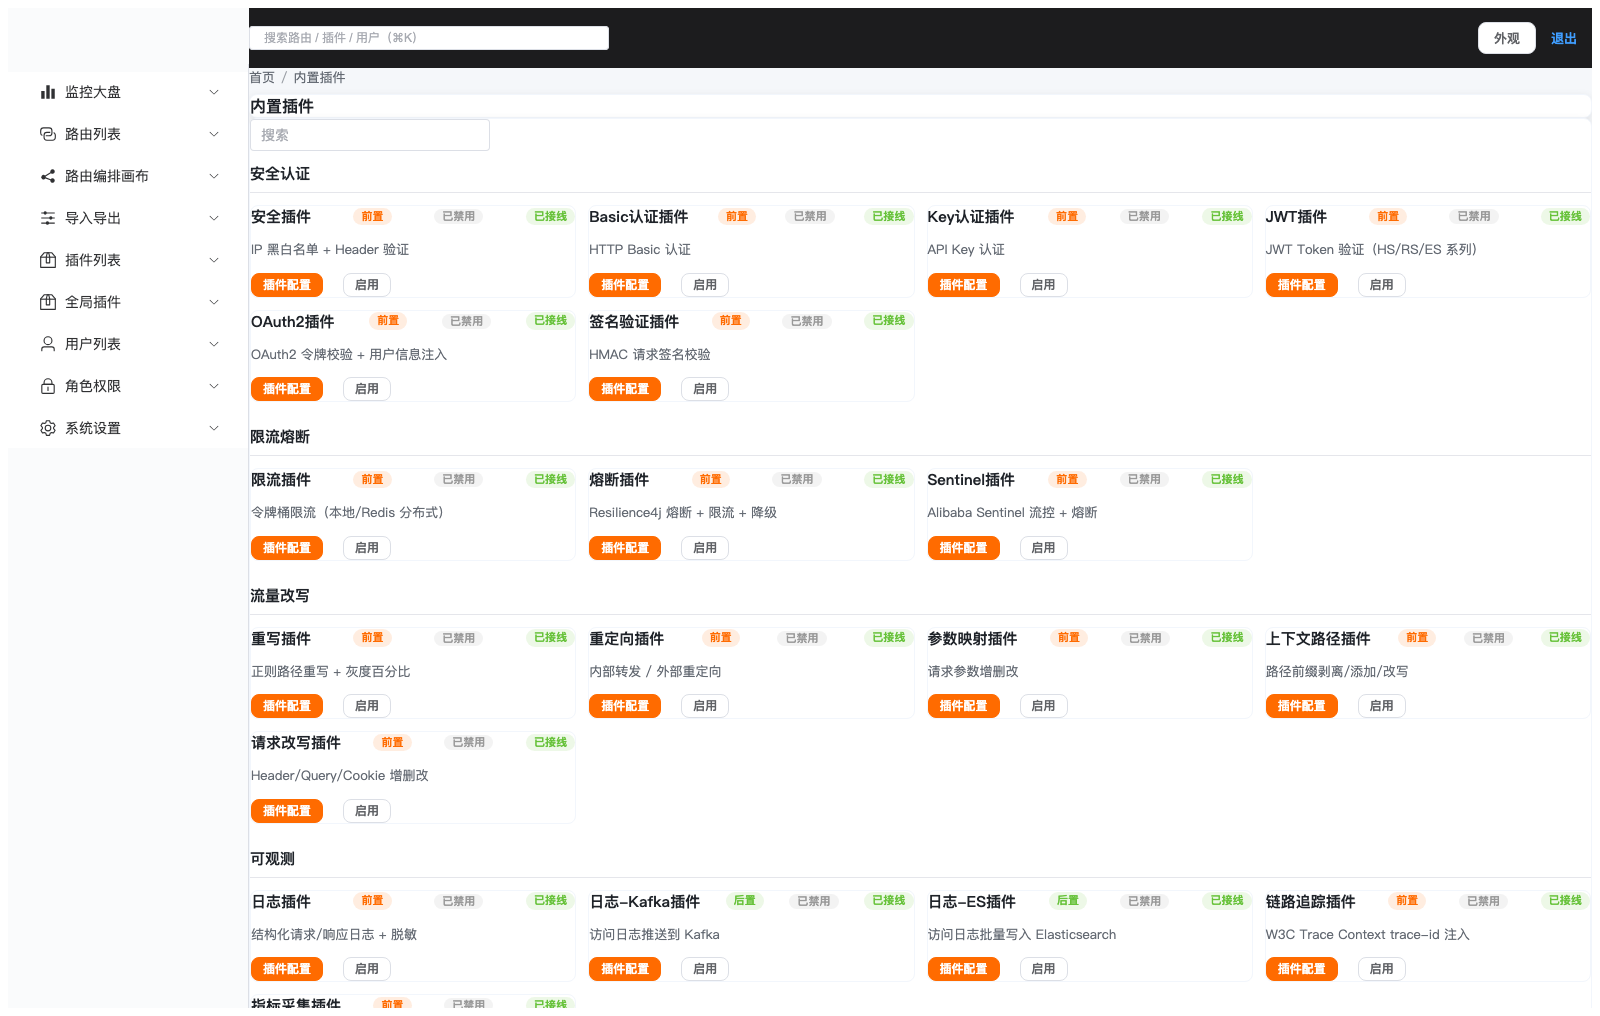 搜索路由 / 插件 / 用户（⌘K）
外观
退出
监控大盘
路由列表
路由编排画布
导入导出
插件列表
全局插件
用户列表
角色权限
系统设置
首页 / 内置插件
内置插件
搜索
安全认证
安全插件 前置 已禁用 已接线
IP 黑白名单 + Header 验证
插件配置 启用
Basic认证插件 前置 已禁用 已接线
HTTP Basic 认证
插件配置 启用
Key认证插件 前置 已禁用 已接线
API Key 认证
插件配置 启用
JWT插件 前置 已禁用 已接线
JWT Token 验证（HS/RS/ES 系列）
插件配置 启用
OAuth2插件 前置 已禁用 已接线
OAuth2 令牌校验 + 用户信息注入
插件配置 启用
签名验证插件 前置 已禁用 已接线
HMAC 请求签名校验
插件配置 启用
限流熔断
限流插件 前置 已禁用 已接线
令牌桶限流（本地/Redis 分布式）
插件配置 启用
熔断插件 前置 已禁用 已接线
Resilience4j 熔断 + 限流 + 降级
插件配置 启用
Sentinel插件 前置 已禁用 已接线
Alibaba Sentinel 流控 + 熔断
插件配置 启用
流量改写
重写插件 前置 已禁用 已接线
正则路径重写 + 灰度百分比
插件配置 启用
重定向插件 前置 已禁用 已接线
内部转发 / 外部重定向
插件配置 启用
参数映射插件 前置 已禁用 已接线
请求参数增删改
插件配置 启用
上下文路径插件 前置 已禁用 已接线
路径前缀剥离/添加/改写
插件配置 启用
请求改写插件 前置 已禁用 已接线
Header/Query/Cookie 增删改
插件配置 启用
可观测
日志插件 前置 已禁用 已接线
结构化请求/响应日志 + 脱敏
插件配置 启用
日志-Kafka插件 后置 已禁用 已接线
访问日志推送到 Kafka
插件配置 启用
日志-ES插件 后置 已禁用 已接线
访问日志批量写入 Elasticsearch
插件配置 启用
链路追踪插件 前置 已禁用 已接线
W3C Trace Context trace-id 注入
插件配置 启用
指标采集插件 前置 已禁用 已接线